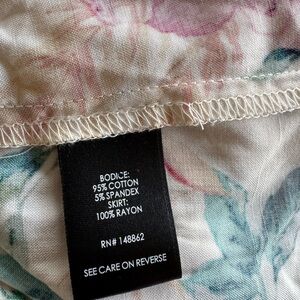 BODICE:
95% COTTON
5% SPANDEX
SKIRT:
100% RAYON
RN# 148862
SEE CARE ON REVERSE